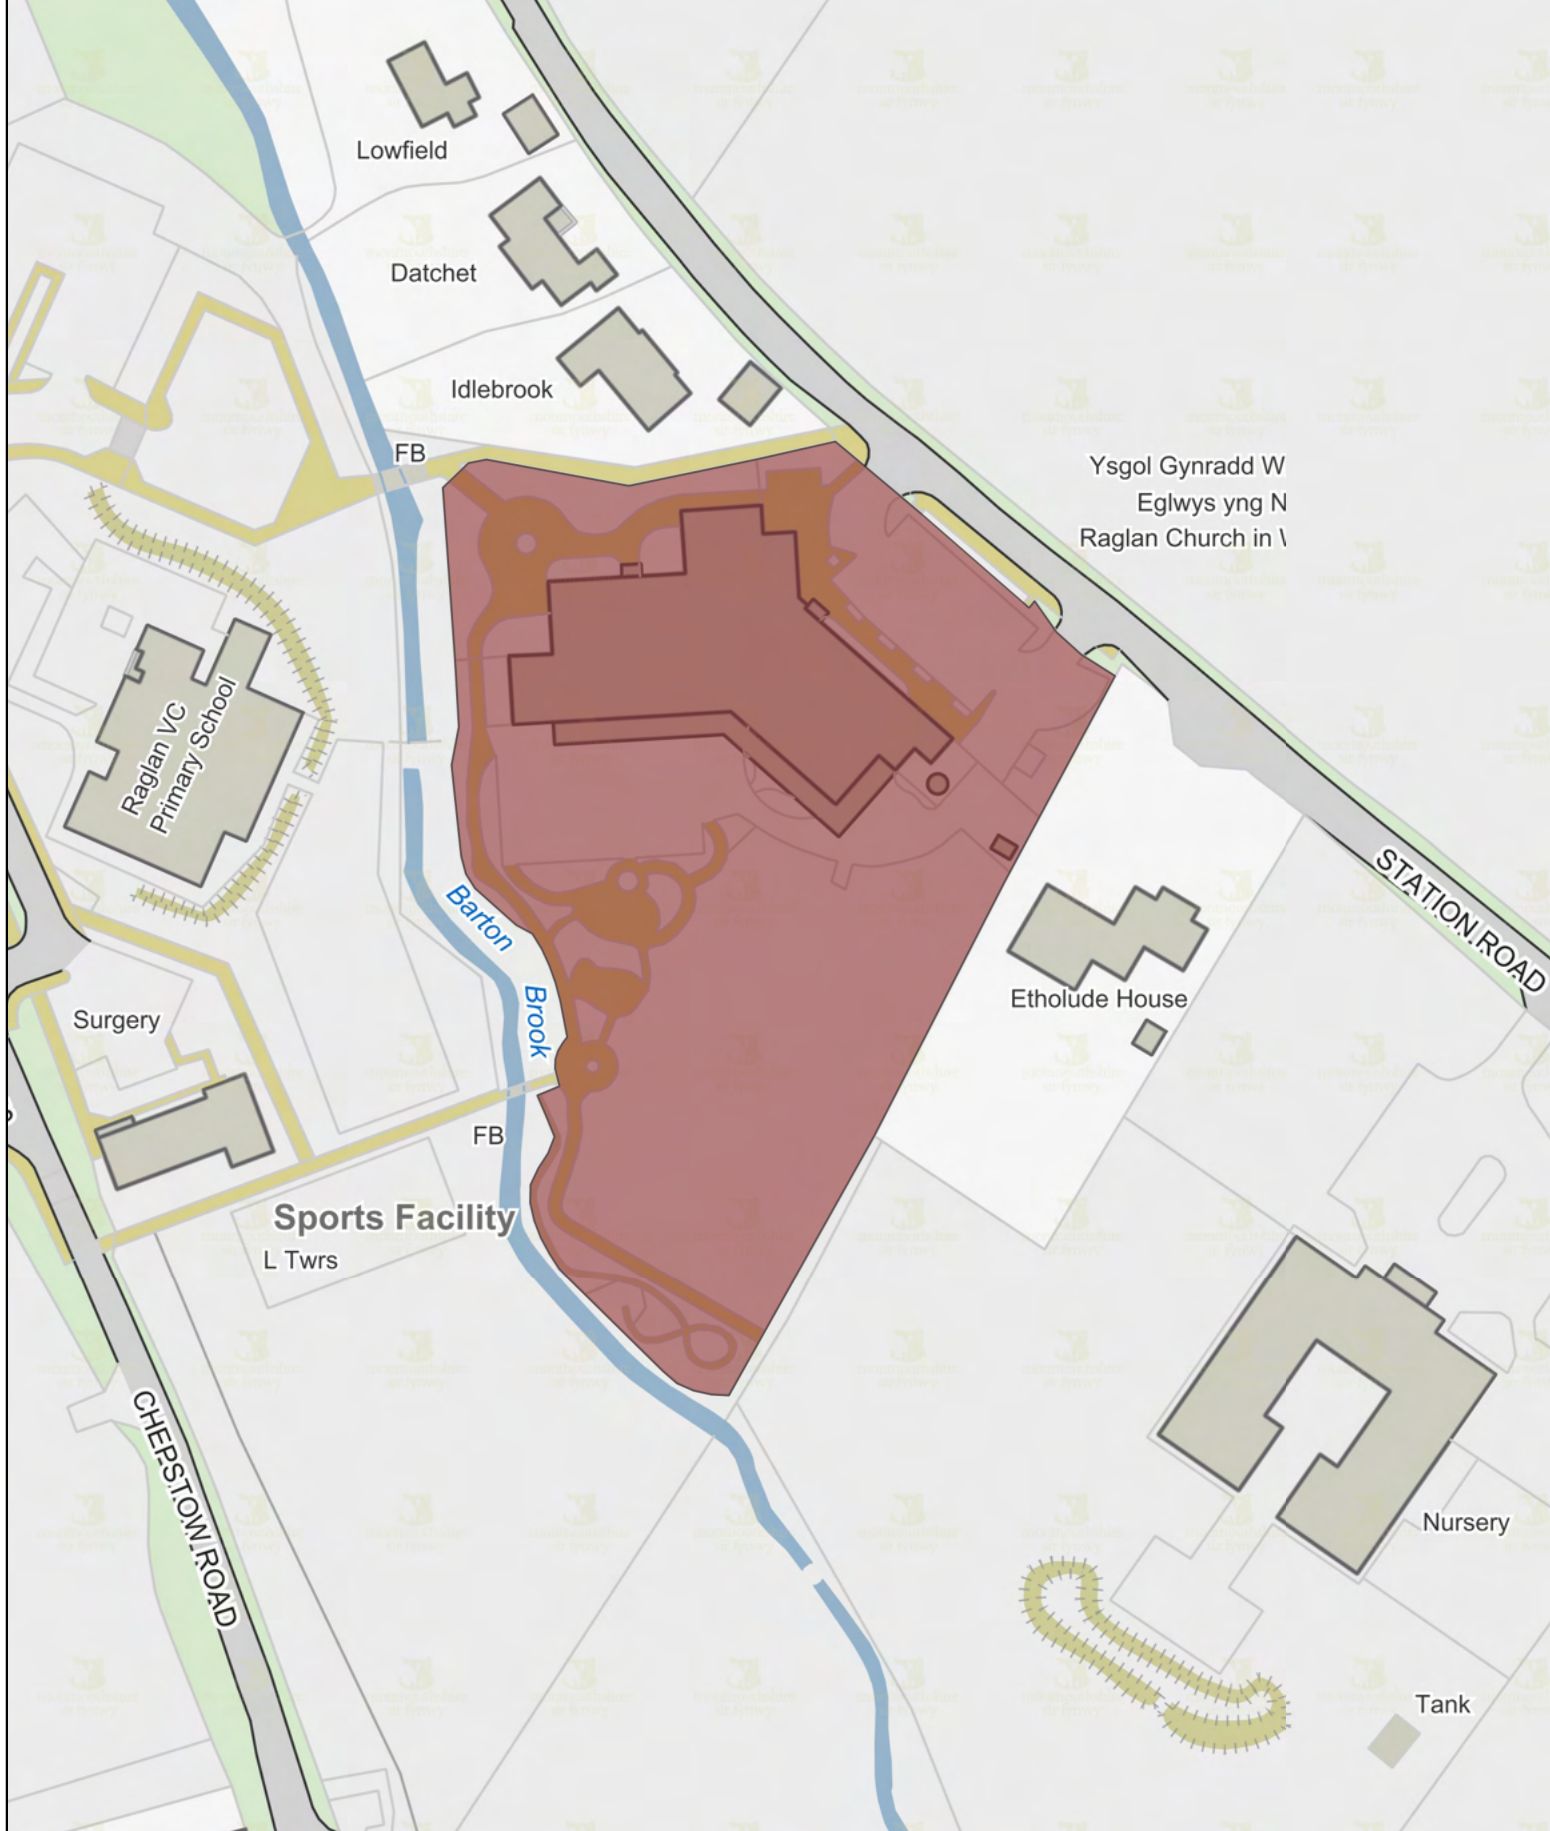 Lowfield
Datchet
Idlebrook
FB
Ysgol Gynradd W
Eglwys yng N
Raglan Church in \
Raglan VC
Primary School
Barton
Brook
STATION ROAD
Etholude House
Surgery
FB
Sports Facility
L Twrs
CHEPSTOW ROAD
Nursery
Tank